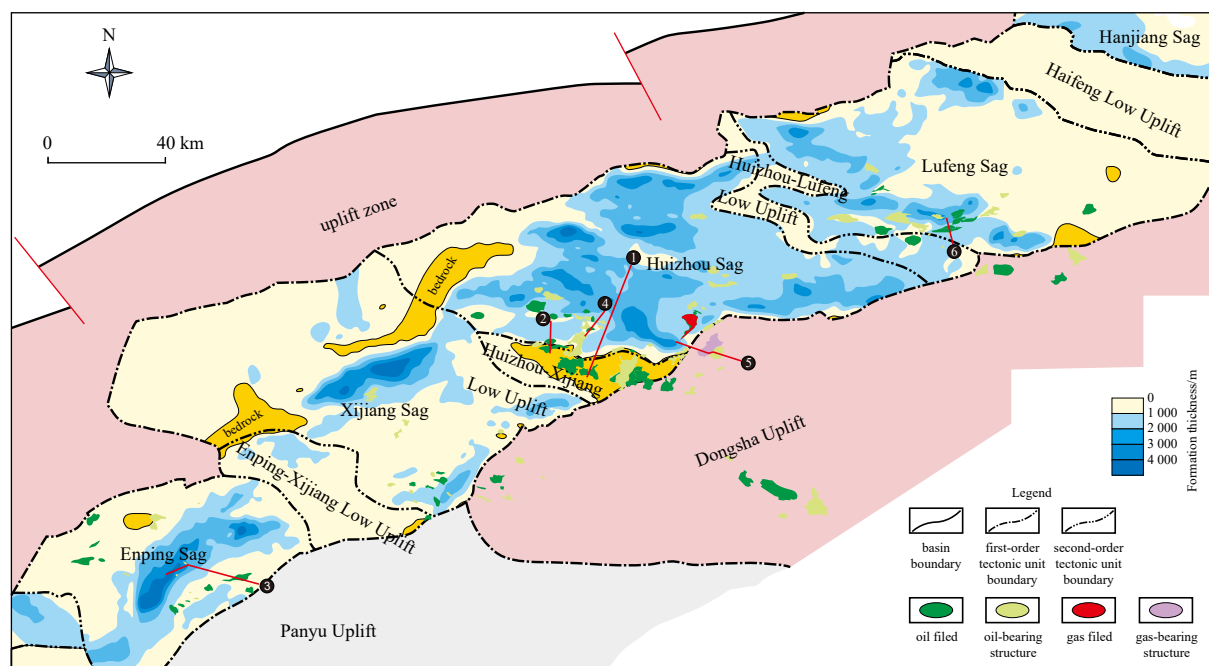 N
0 40 km
Hanjiang Sag
Haifeng Low Uplift
Lufeng Sag
Huizhou-Lufeng
Low Uplift
uplift zone
bedrock
1
Huizhou Sag
4
2
6
5
Huizhou-Xijiang
Low Uplift
Xijiang Sag
bedrock
Dongsha Uplift
Enping-Xijiang Low Uplift
Enping Sag
3
Panyu Uplift
0
1 000
2 000
3 000
4 000
Formation thickness/m
Legend
basin
boundary
first-order
tectonic unit
boundary
second-order
tectonic unit
boundary
oil filed
oil-bearing
structure
gas filed
gas-bearing
structure